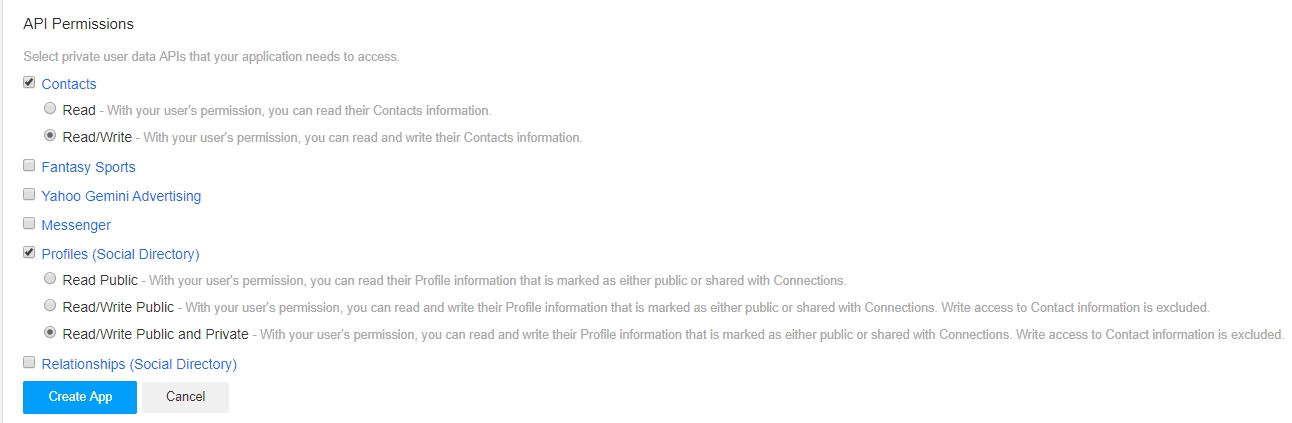 API Permissions
Select private user data APIs that your application needs to access.
Contacts
Read - With your user's permission, you can read their Contacts information.
Read/Write - With your user's permission, you can read and write their Contacts information.
Fantasy Sports
Yahoo Gemini Advertising
Messenger
Profiles (Social Directory)
Read Public - With your user's permission, you can read their Profile information that is marked as either public or shared with Connections.
Read/Write Public - With your user's permission, you can read and write their Profile information that is marked as either public or shared with Connections. Write access to Contact information is excluded.
Read/Write Public and Private - With your user's permission, you can read and write their Profile information that is marked as either public or shared with Connections. Write access to Contact information is excluded.
Relationships (Social Directory)
Create App Cancel